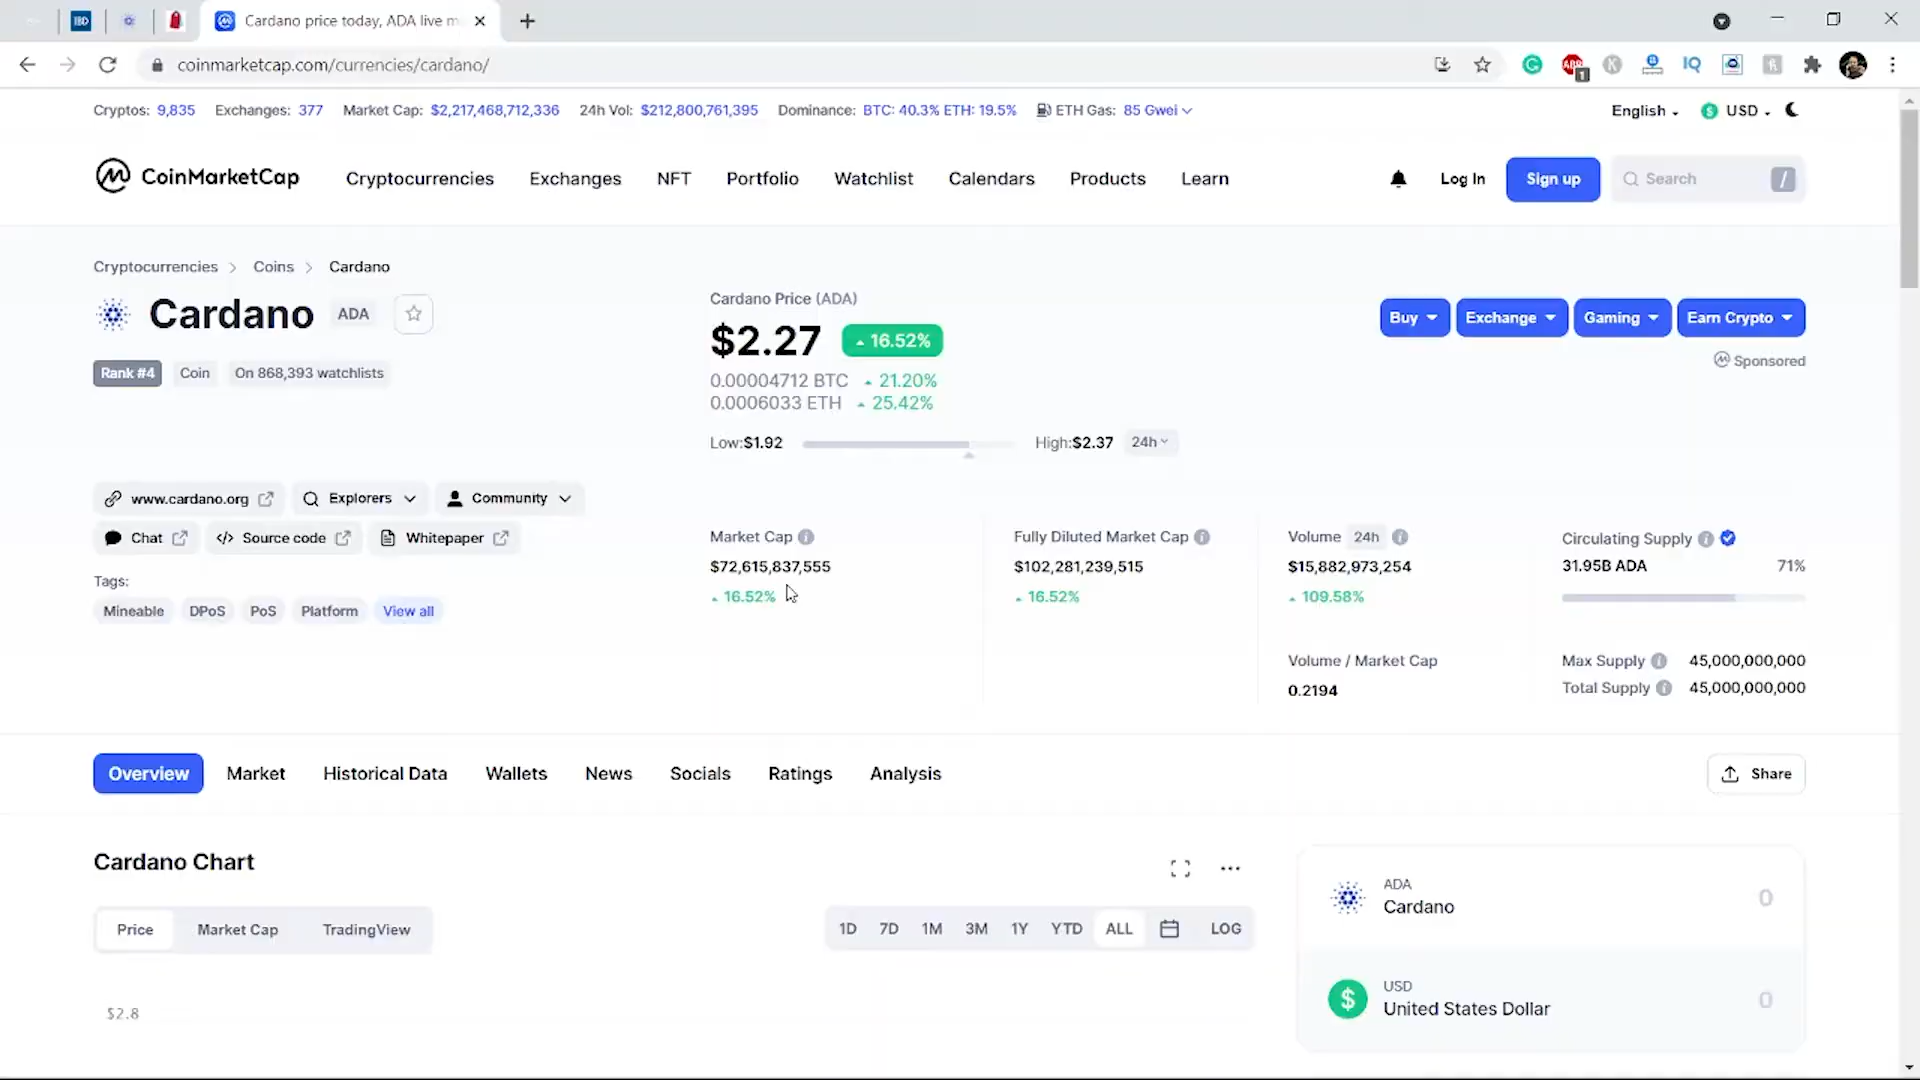 IBD
Cardano price today, ADA live m
coinmarketcap.com/currencies/cardano/
ABP
1
IQ
Cryptos: 9,835 Exchanges: 377 Market Cap: $2,217,468,712,336 24h Vol: $212,800,761,395 Dominance: BTC: 40.3% ETH: 19.5% ETH Gas: 85 Gwei
English USD
CoinMarketCap
Cryptocurrencies Exchanges NFT Portfolio Watchlist Calendars Products Learn
Log In Sign up Search /
Cryptocurrencies > Coins > Cardano
Cardano ADA
Rank #4 Coin On 868,393 watchlists
Cardano Price (ADA)
$2.27 16.52%
0.00004712 BTC 21.20%
0.0006033 ETH 25.42%
Low:$1.92 High:$2.37 24h
Buy Exchange Gaming Earn Crypto
Sponsored
www.cardano.org Explorers Community
Chat Source code Whitepaper
Tags:
Mineable DPoS PoS Platform View all
Market Cap
$72,615,837,555
16.52%
Fully Diluted Market Cap
$102,281,239,515
16.52%
Volume 24h
$15,882,973,254
109.58%
Volume / Market Cap
0.2194
Circulating Supply
31.95B ADA 71%
Max Supply 45,000,000,000
Total Supply 45,000,000,000
Overview Market Historical Data Wallets News Socials Ratings Analysis
Share
Cardano Chart
Price Market Cap TradingView
1D 7D 1M 3M 1Y YTD ALL LOG
$2.8
ADA
Cardano 0
USD
United States Dollar 0